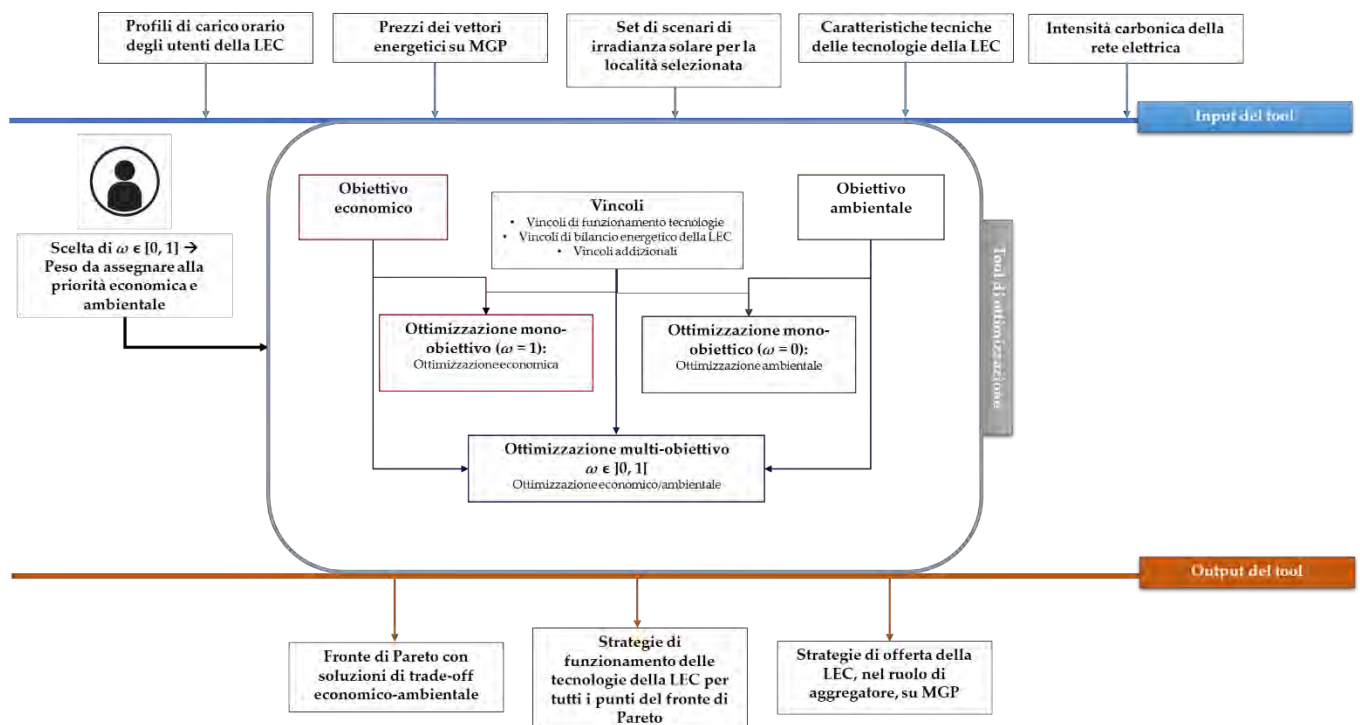 Profili di carico orario
degli utenti della LEC
Prezzi dei vettori
energetici su MGP
Set di scenari di
irradianza solare per la
località selezionata
Caratteristiche tecniche
delle tecnologie della LEC
Intensità carbonica della
rete elettrica
Input del tool
Scelta di ω ϵ [0, 1] →
Peso da assegnare alla
priorità economica e
ambientale
Obiettivo
economico
Vincoli
• Vincoli di funzionamento tecnologie
• Vincoli di bilancio energetico della LEC
• Vincoli addizionali
Obiettivo
ambientale
Ottimizzazione mono-
obiettivo (ω = 1):
Ottimizzazione economica
Ottimizzazione mono-
obiettico (ω = 0):
Ottimizzazione ambientale
Ottimizzazione multi-obiettivo
ω ϵ ]0, 1[
Ottimizzazione economico/ambientale
Tool di ottimizzazione
Output del tool
Fronte di Pareto con
soluzioni di trade-off
economico-ambientale
Strategie di
funzionamento delle
tecnologie della LEC per
tutti i punti del fronte di
Pareto
Strategie di offerta della
LEC, nel ruolo di
aggregatore, su MGP